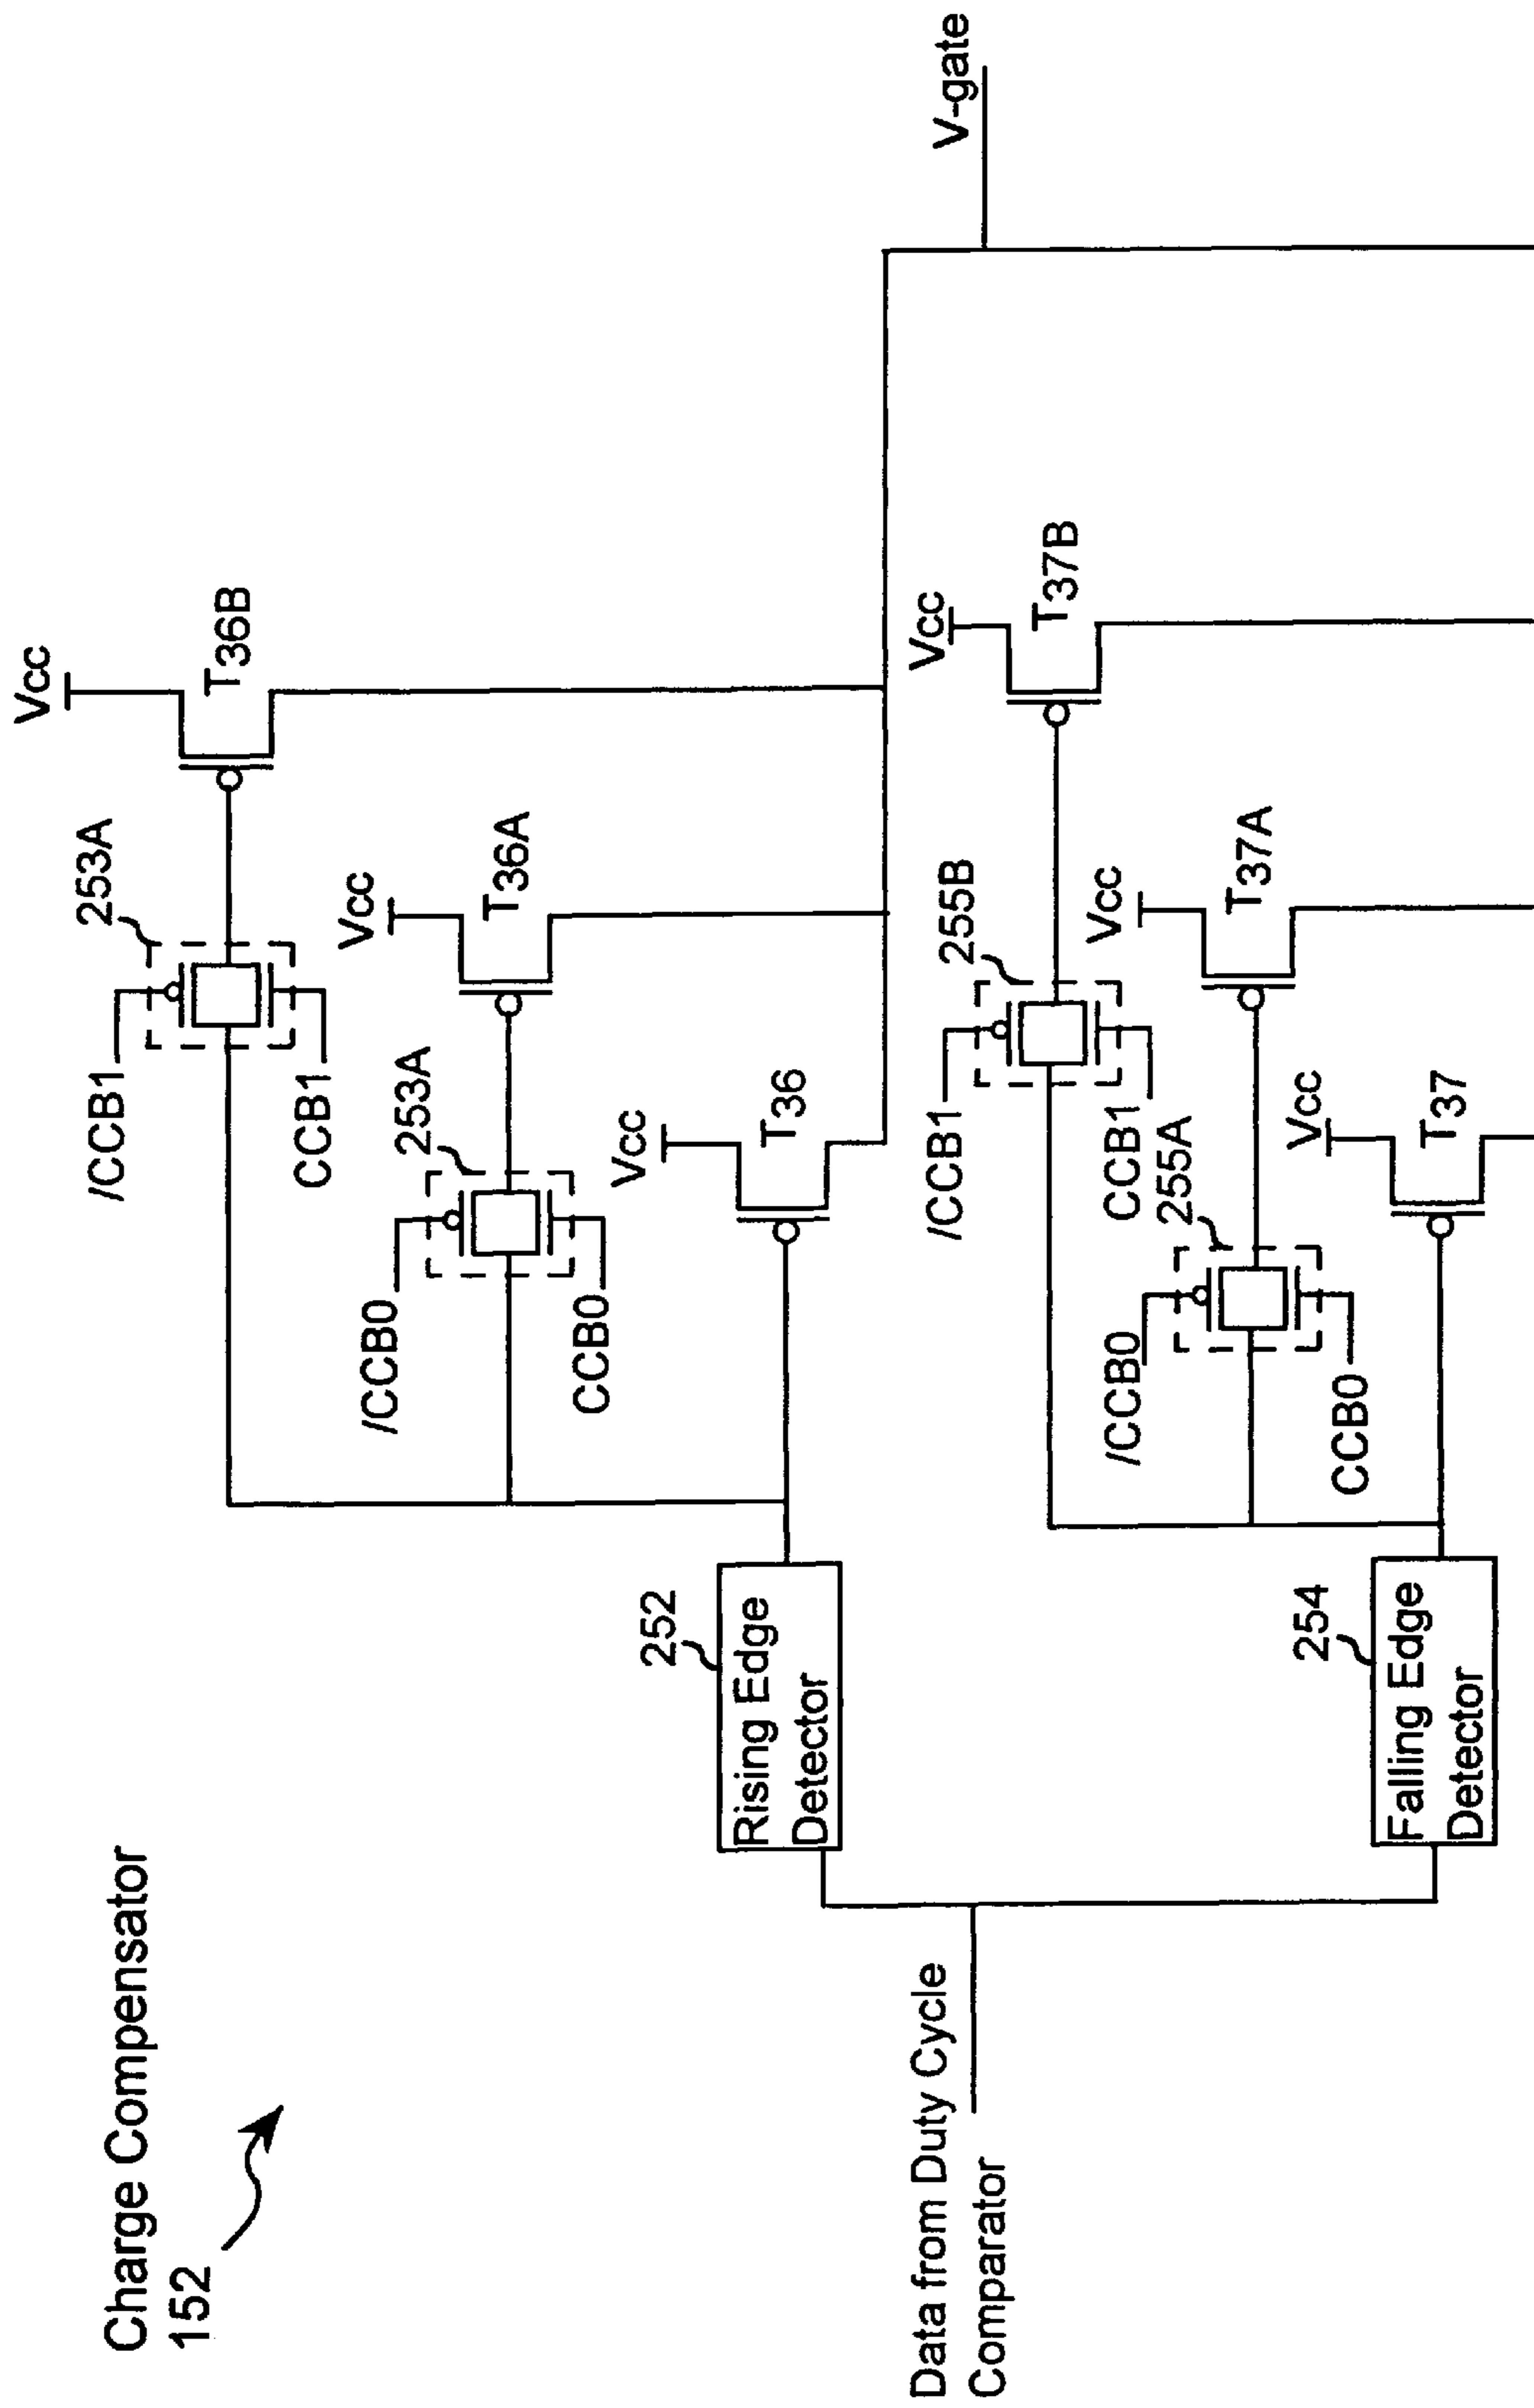 Charge Compensator
152
Data from Duty Cycle
Comparator
252
Rising Edge
Detector
254
Falling Edge
Detector
/CCB1
253A
CCB1
Vcc
T36B
/CCB0
253A
CCB0
Vcc
T36A
Vcc
T36
V-gate
/CCB1
255B
CCB1
Vcc
T37B
/CCB0
255A
CCB0
Vcc
T37A
Vcc
T37